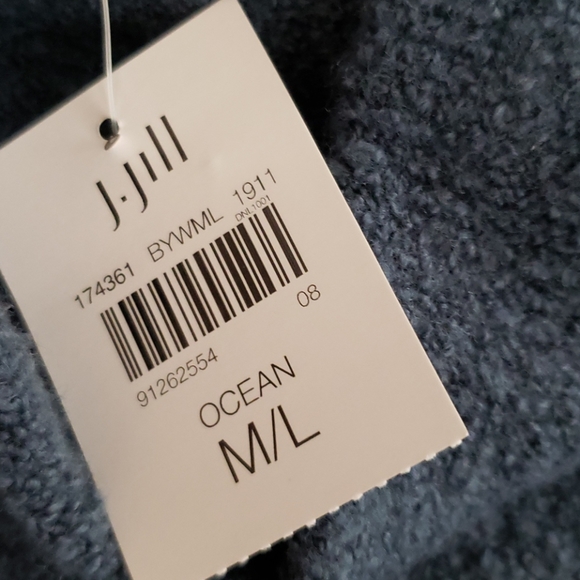 J.Jill
174361 BYWML 1911
DNL1001
91262554 08
OCEAN
M/L